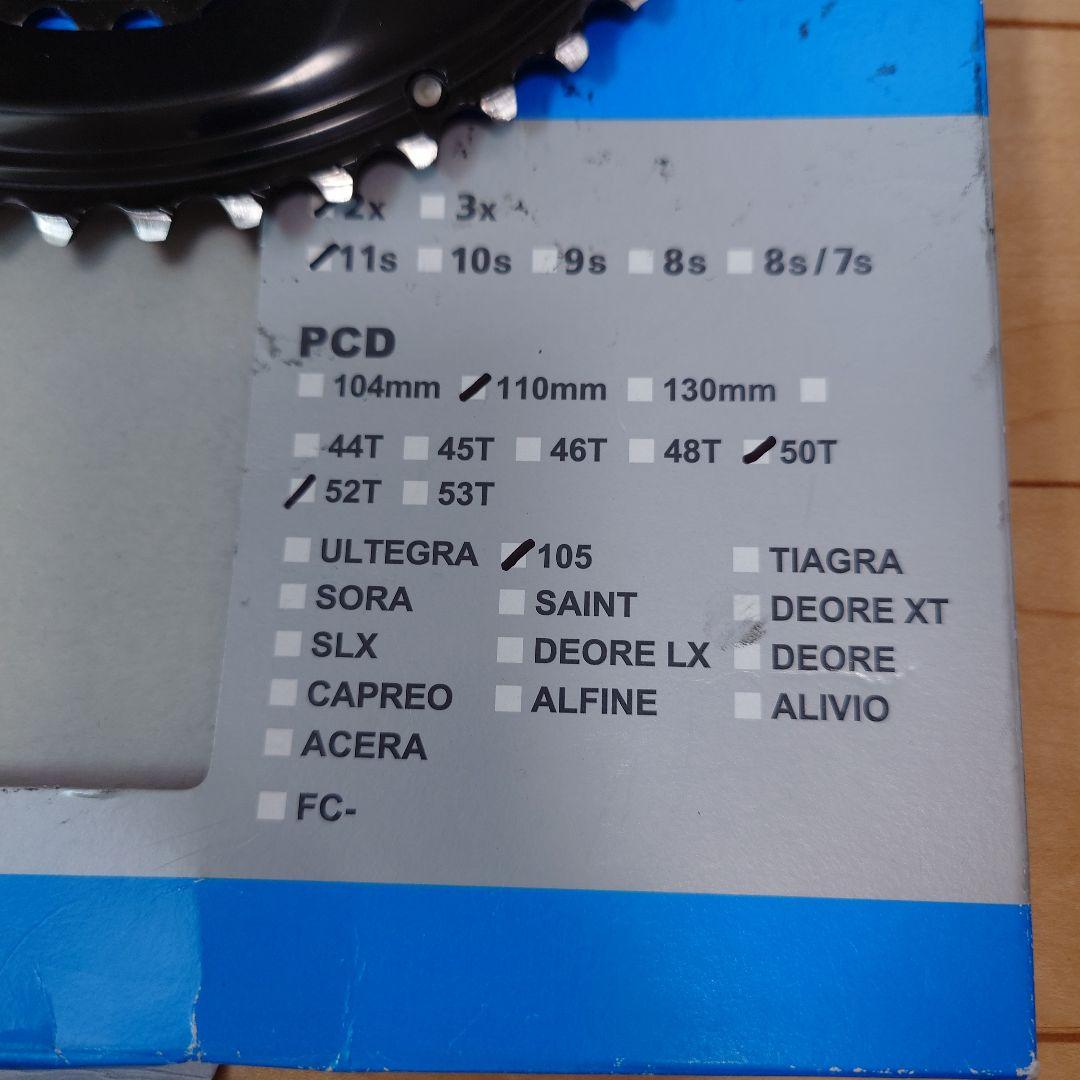 2x 3x
11s 10s 9s 8s 8s/7s
PCD
104mm 110mm 130mm
44T 45T 46T 48T 50T
52T 53T
ULTEGRA 105 TIAGRA
SORA SAINT DEORE XT
SLX DEORE LX DEORE
CAPREO ALFINE ALIVIO
ACERA
FC-